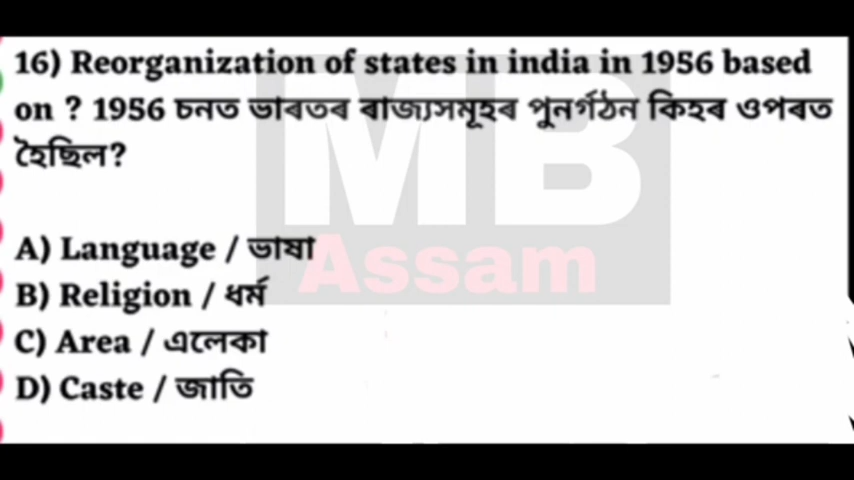 16) Reorganization of states in india in 1956 based
on ? 1956 চনত ভাৰতৰ ৰাজ্যসমূহৰ পুনৰ্গঠন কিহৰ ওপৰত
হৈছিল?
A) Language / ভাষা
B) Religion / ধৰ্ম
C) Area / এলেকা
D) Caste / জাতি
MB
Assam